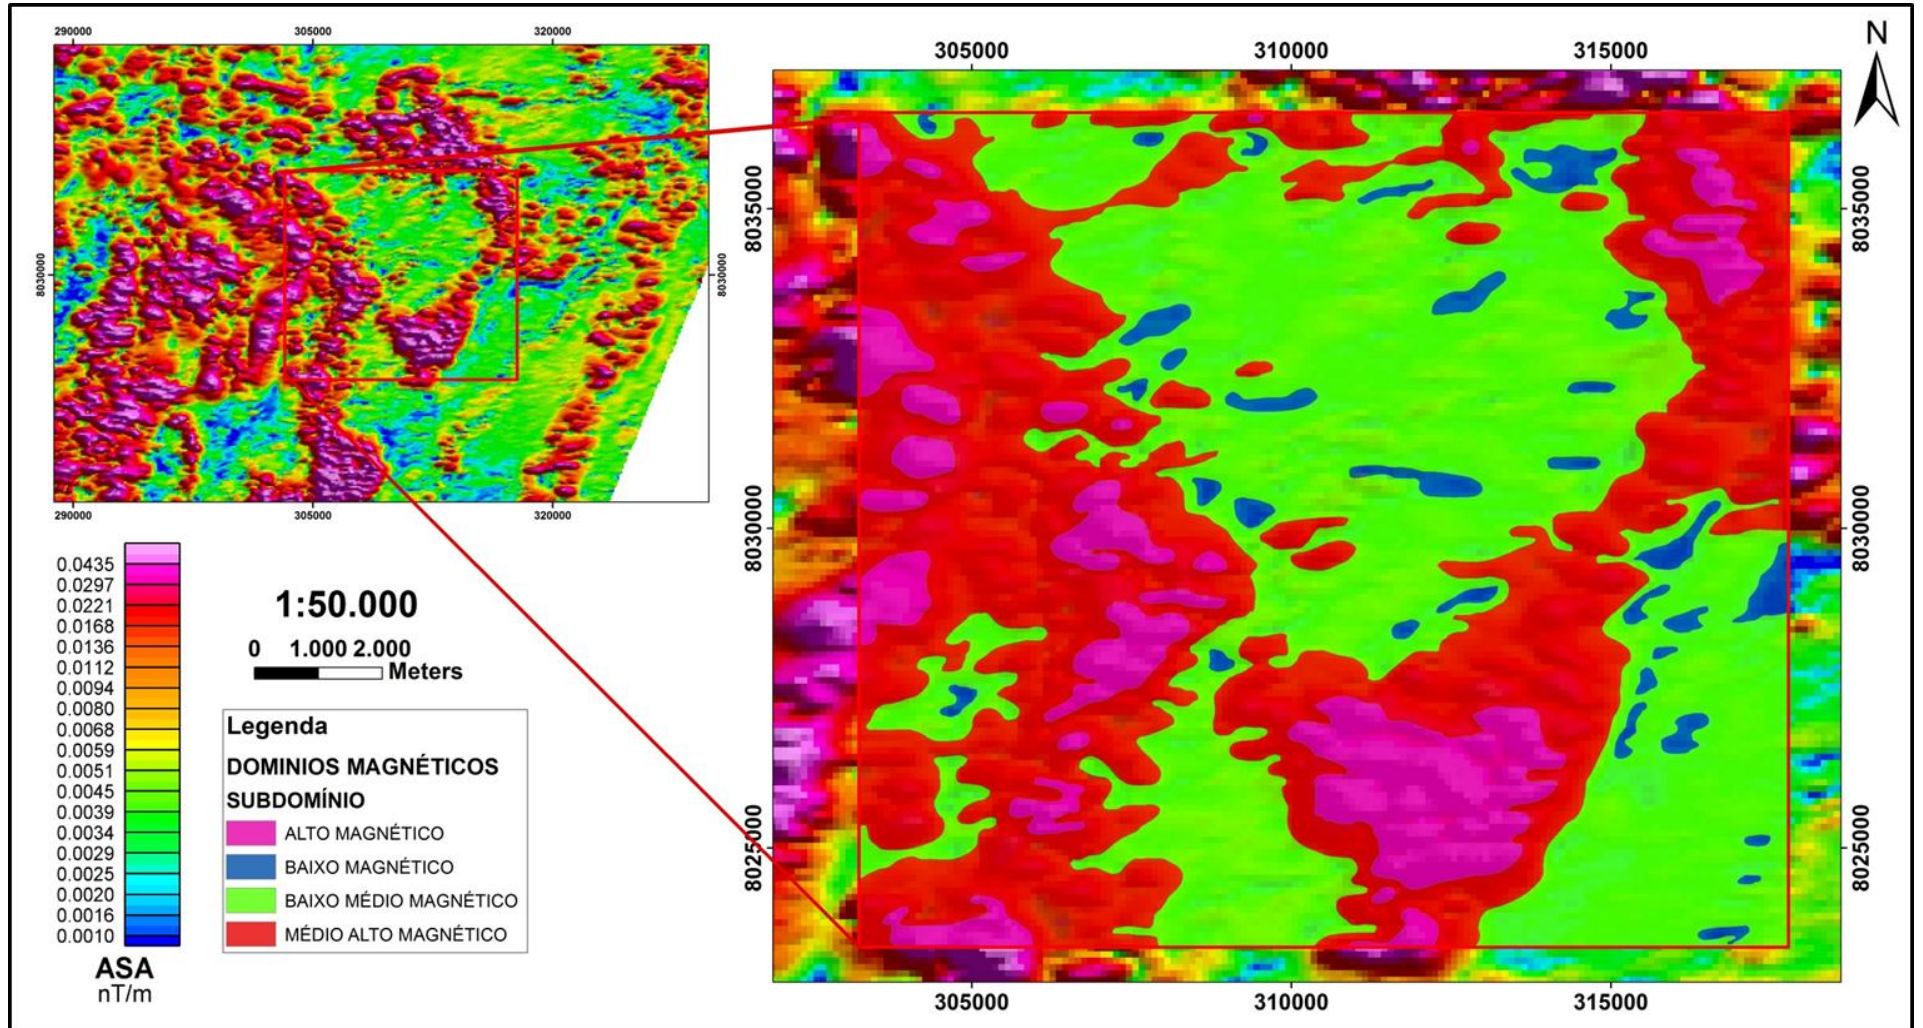 290000 305000 320000
8030000 8030000
290000 305000 320000
0.0435
0.0297
0.0221
0.0168
0.0136
0.0112
0.0094
0.0080
0.0068
0.0059
0.0051
0.0045
0.0039
0.0034
0.0029
0.0025
0.0020
0.0016
0.0010
ASA
nT/m
1:50.000
0 1.000 2.000
Meters
Legenda
DOMINIOS MAGNÉTICOS
SUBDOMÍNIO
ALTO MAGNÉTICO
BAIXO MAGNÉTICO
BAIXO MÉDIO MAGNÉTICO
MÉDIO ALTO MAGNÉTICO
305000 310000 315000
N
8035000 8035000
8030000 8030000
8025000 8025000
305000 310000 315000